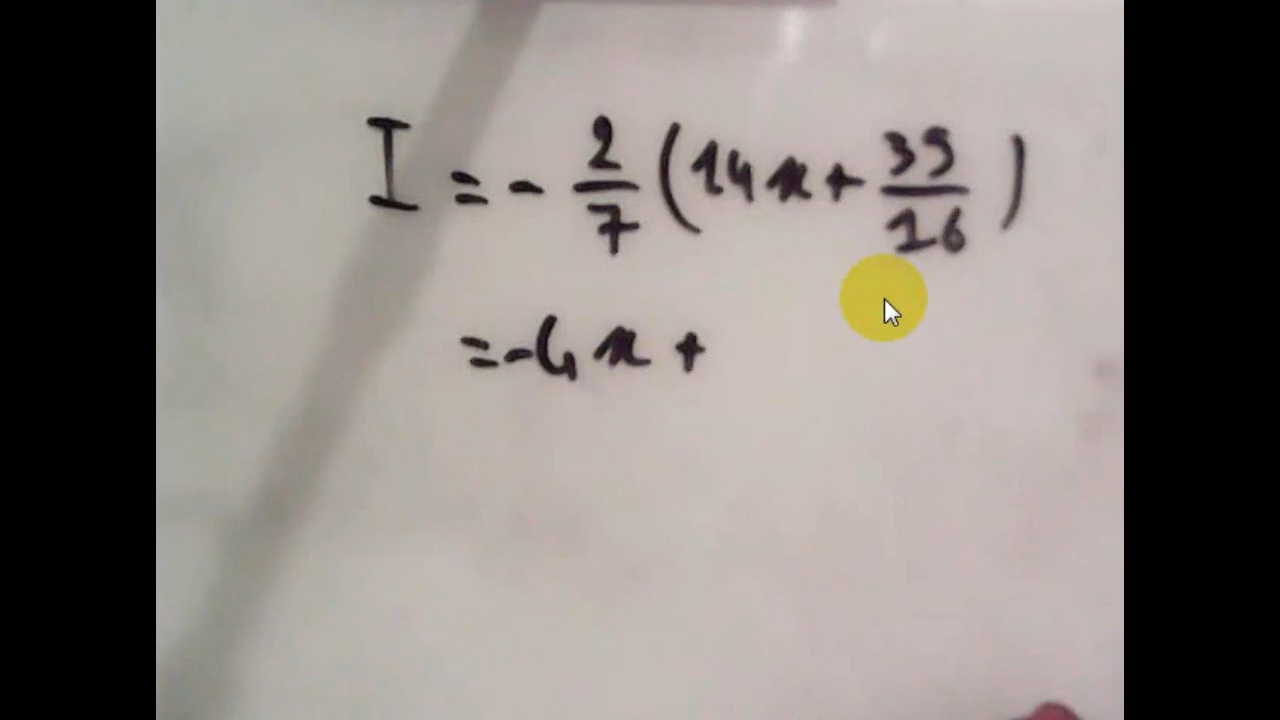 I = - 2/7 (14x + 35/16)
= -4x +